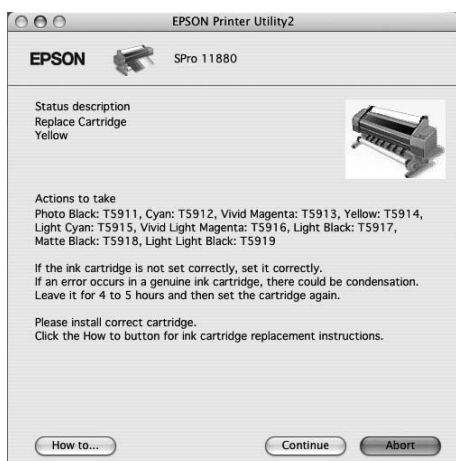 EPSON Printer Utility2
EPSON
SPro 11880
Status description
Replace Cartridge
Yellow
Actions to take
Photo Black: T5911, Cyan: T5912, Vivid Magenta: T5913, Yellow: T5914,
Light Cyan: T5915, Vivid Light Magenta: T5916, Light Black: T5917,
Matte Black: T5918, Light Light Black: T5919
If the ink cartridge is not set correctly, set it correctly.
If an error occurs in a genuine ink cartridge, there could be condensation.
Leave it for 4 to 5 hours and then set the cartridge again.
Please install correct cartridge.
Click the How to button for ink cartridge replacement instructions.
How to...
Continue
Abort